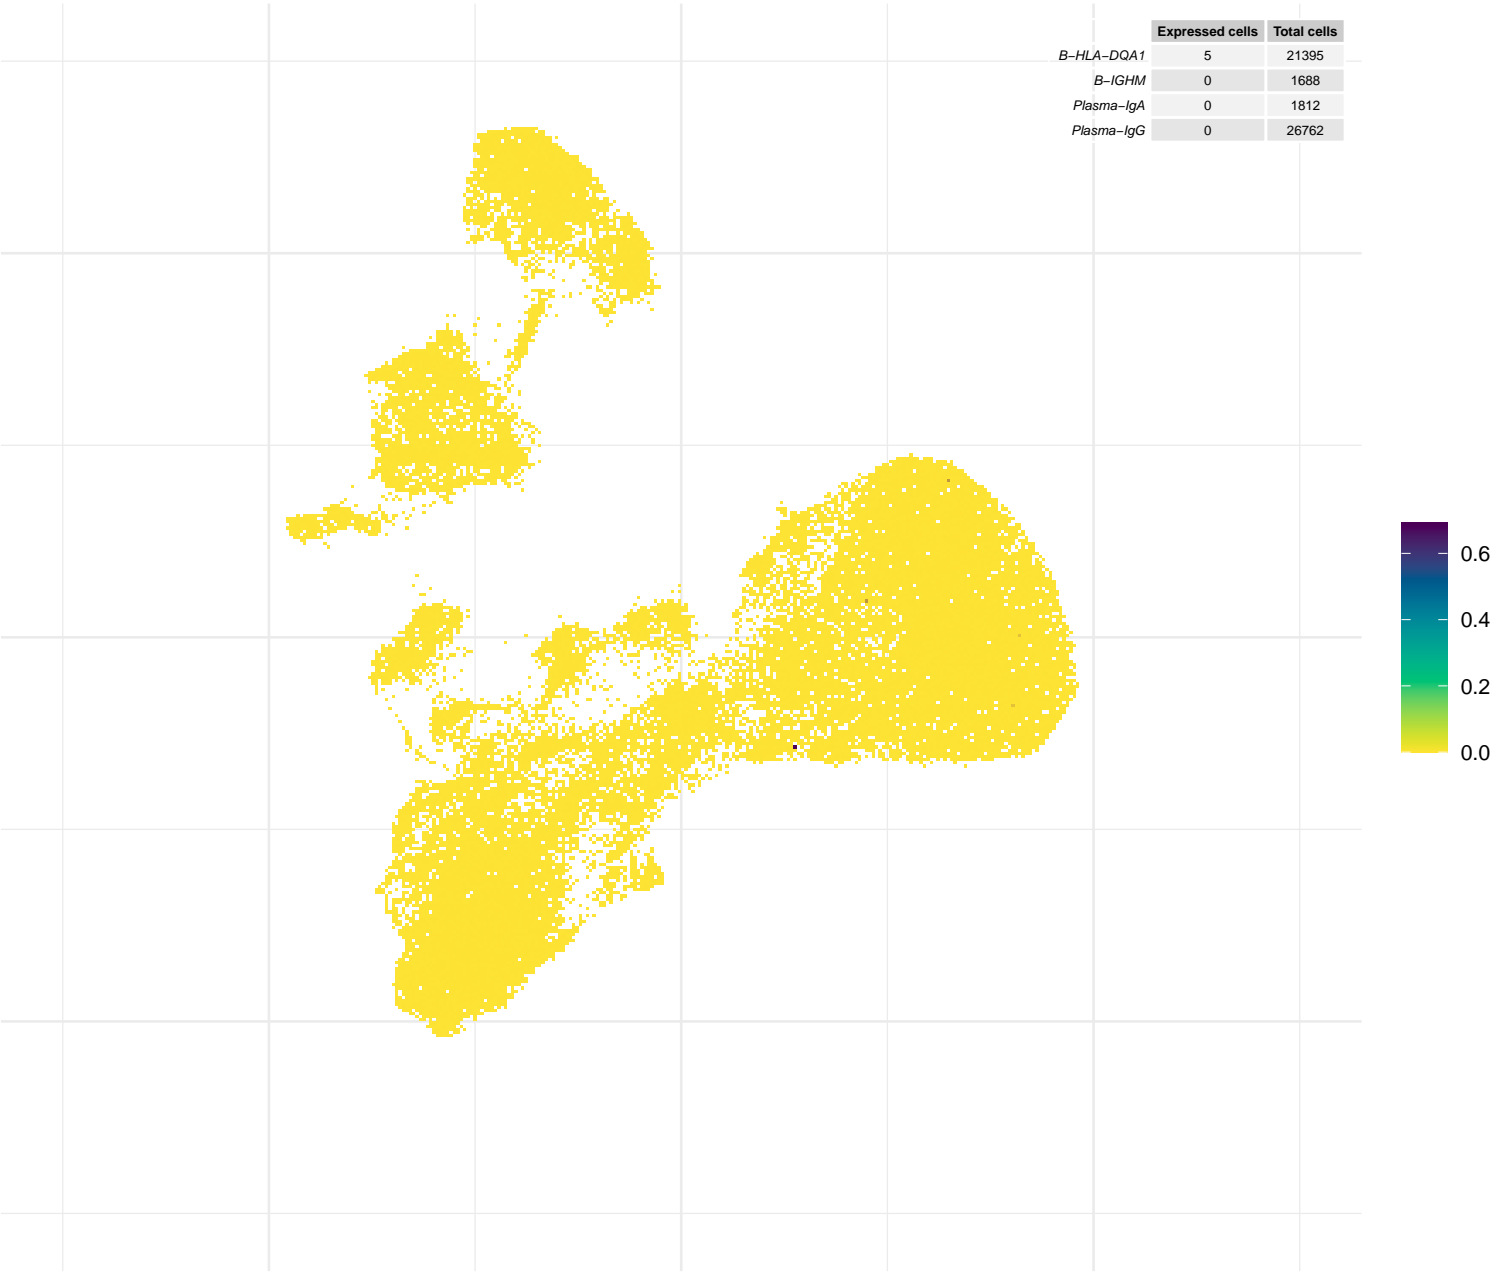 Expressed cells Total cells
B−HLA−DQA1 5 21395
B−IGHM 0 1688
Plasma−IgA 0 1812
Plasma−IgG 0 26762
0.6
0.4
0.2
0.0